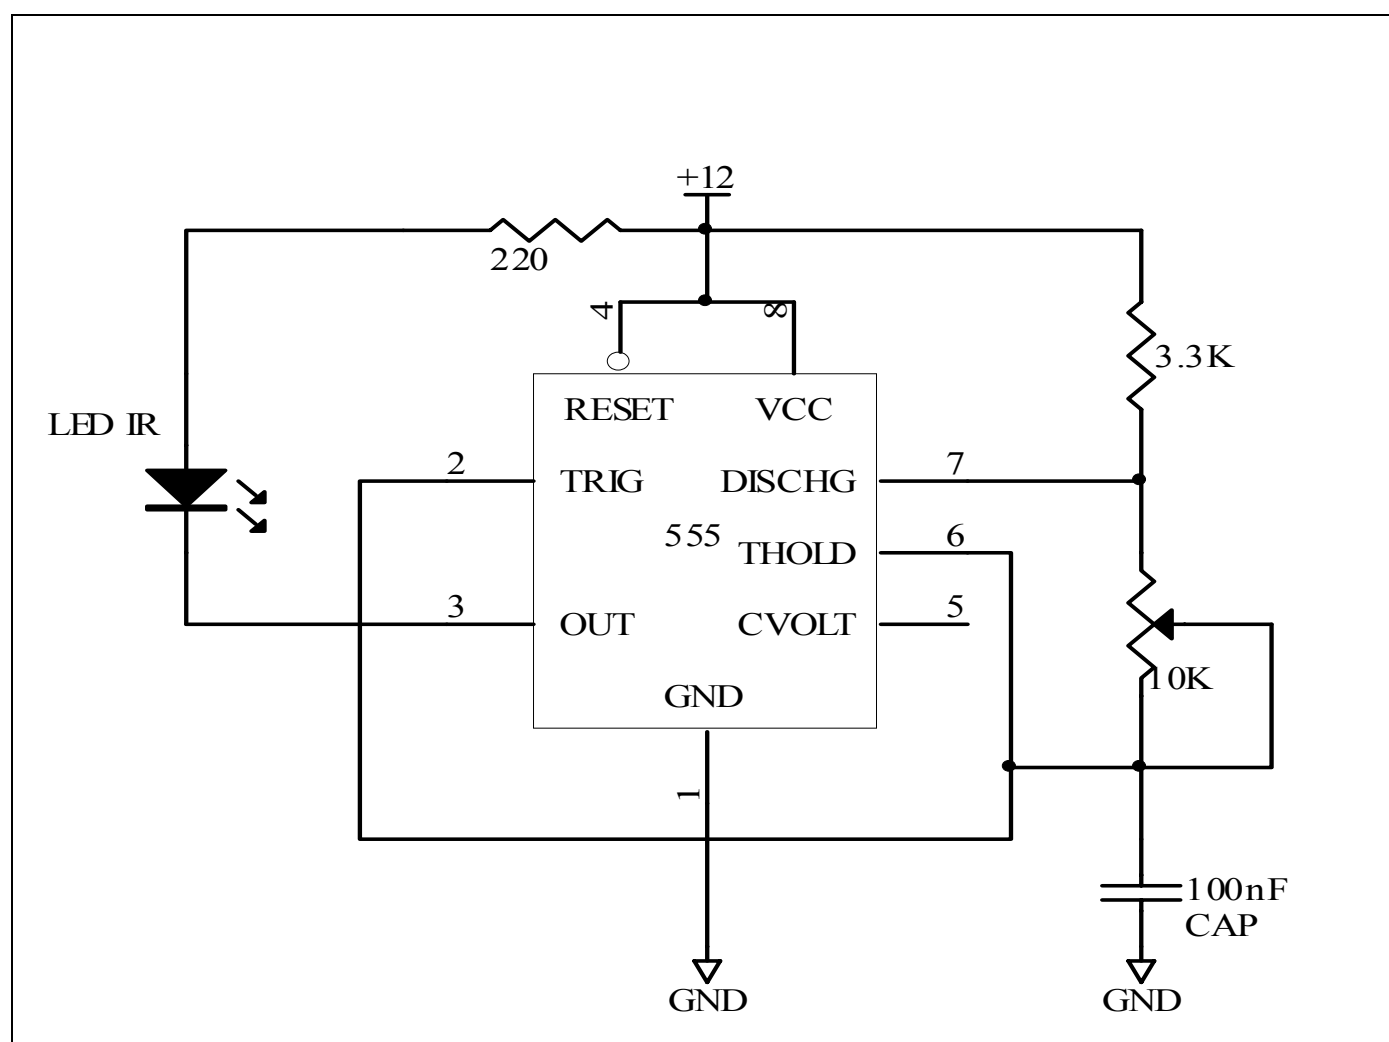 +12
220
4
8
3.3K
RESET
VCC
LED IR
2
TRIG
DISCHG
7
555
THOLD
6
3
OUT
CVOLT
5
GND
10K
1
100nF
CAP
GND
GND